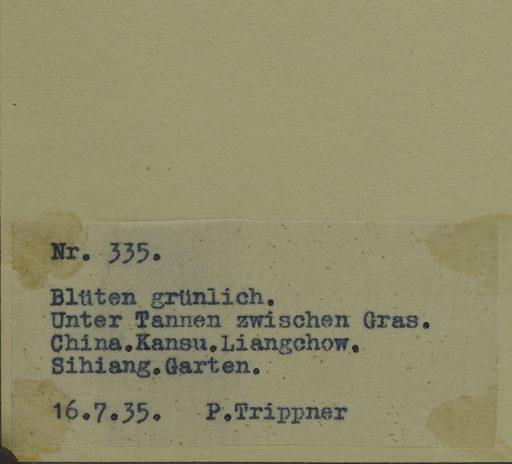 Nr. 335.
Blüten grünlich.
Unter Tannen zwischen Gras.
China.Kansu.Liangchow.
Sihiang.Garten.
16.7.35. P.Trippner